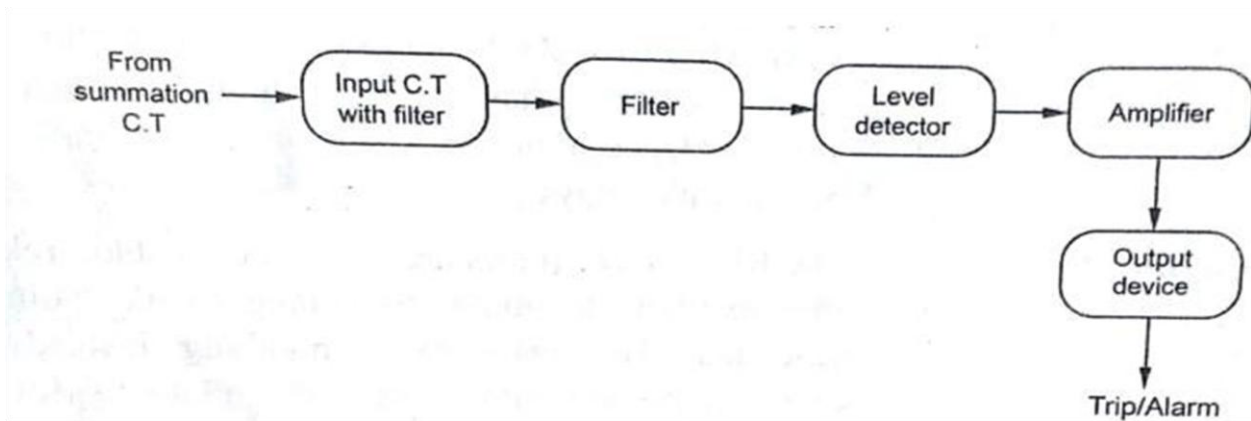 From
summation
C.T
Input C.T
with filter
Filter
Level
detector
Amplifier
Output
device
Trip/Alarm